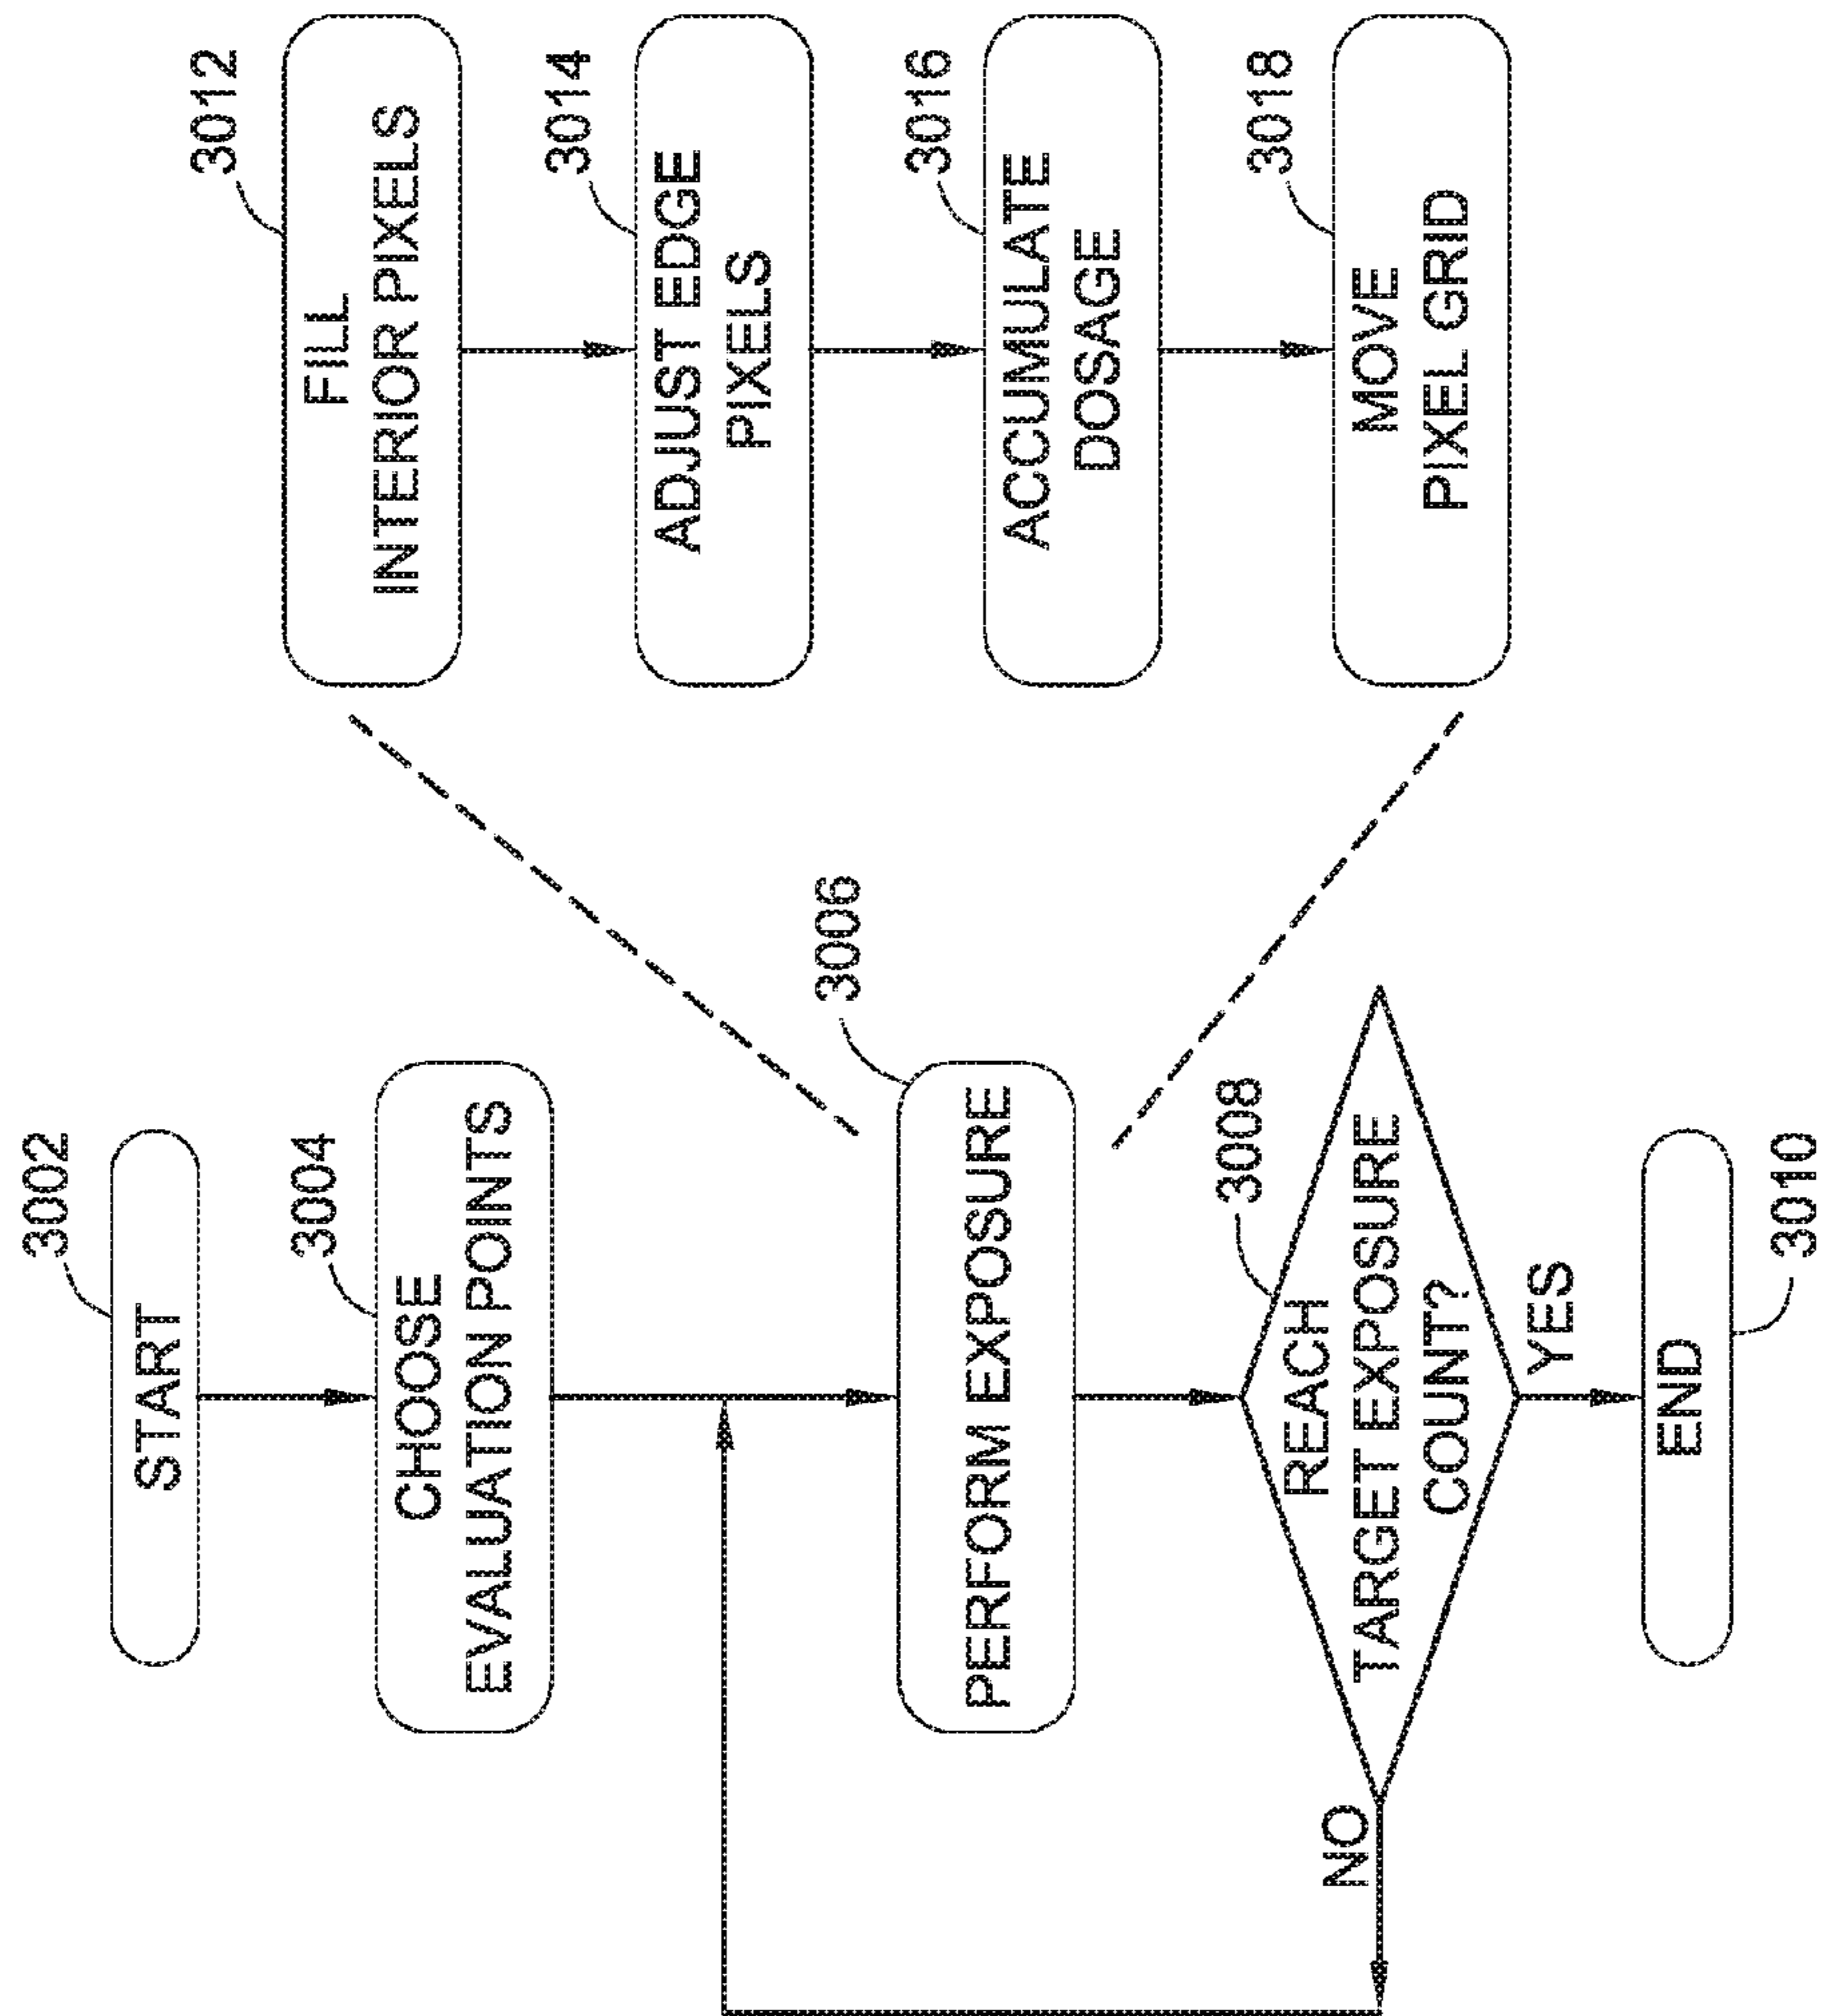 3002
START
3004
CHOOSE
EVALUATION POINTS
3006
PERFORM EXPOSURE
3008
REACH
TARGET EXPOSURE
COUNT?
NO
YES
END
3010
3012
FILL
INTERIOR PIXELS
3014
ADJUST EDGE
PIXELS
3016
ACCUMULATE
DOSAGE
3018
MOVE
PIXEL GRID